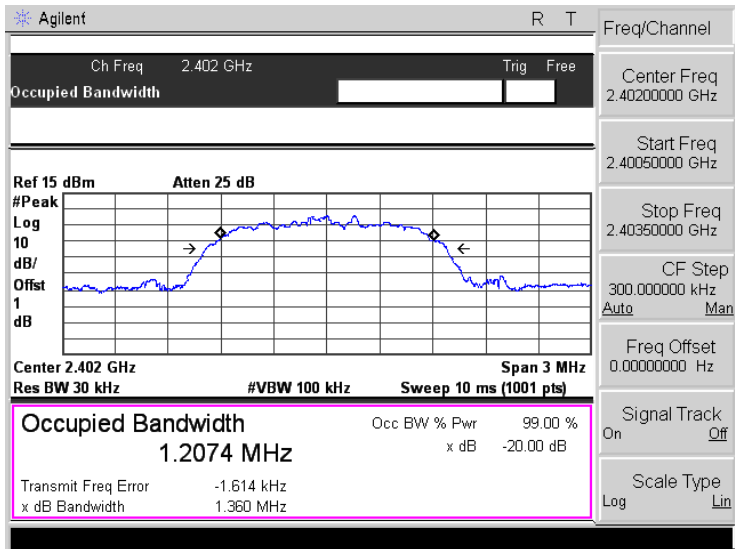 Agilent R T
Ch Freq 2.402 GHz Trig Free
Occupied Bandwidth
Ref 15 dBm Atten 25 dB
#Peak
Log
10
dB/
Offst
1
dB
Center 2.402 GHz Span 3 MHz
Res BW 30 kHz #VBW 100 kHz Sweep 10 ms (1001 pts)
Occupied Bandwidth
1.2074 MHz
Occ BW % Pwr 99.00 %
x dB -20.00 dB
Transmit Freq Error -1.614 kHz
x dB Bandwidth 1.360 MHz
Freq/Channel
Center Freq
2.40200000 GHz
Start Freq
2.40050000 GHz
Stop Freq
2.40350000 GHz
CF Step
300.000000 kHz
Auto Man
Freq Offset
0.00000000 Hz
Signal Track
On Off
Scale Type
Log Lin